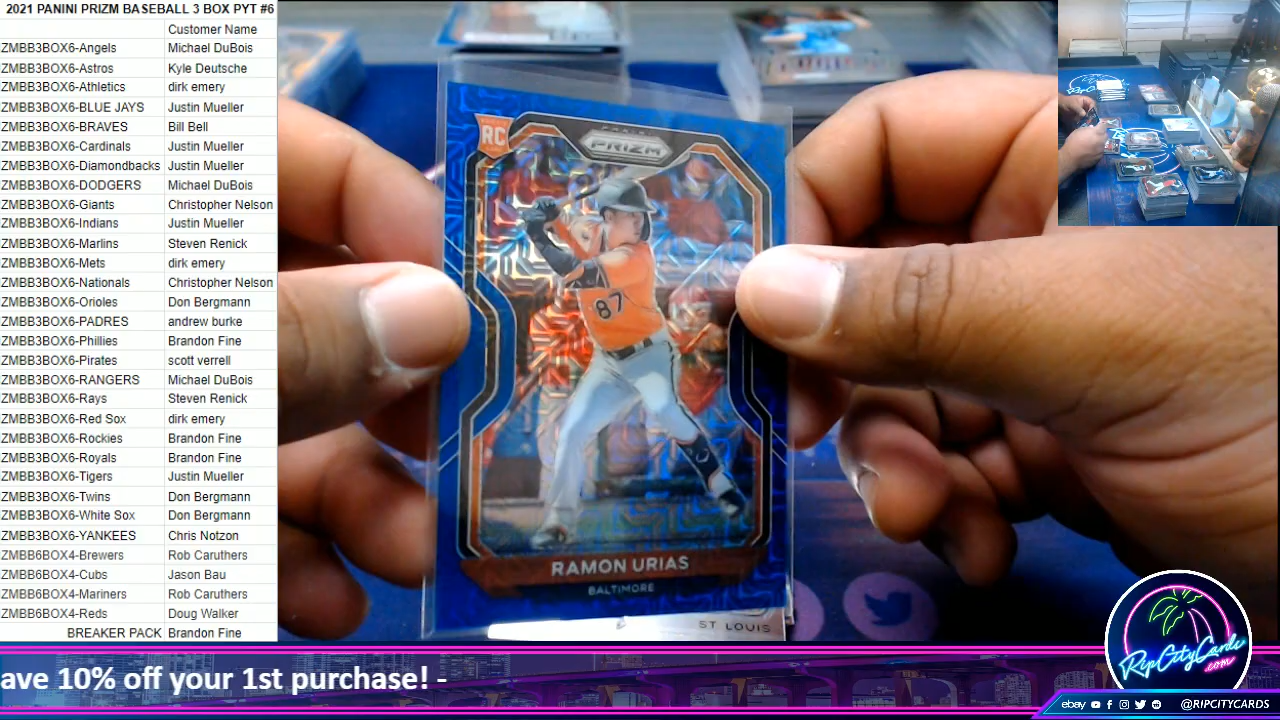 2021 PANINI PRIZM BASEBALL 3 BOX PYT #6
Customer Name
ZMBB3BOX6-Angels Michael DuBois
ZMBB3BOX6-Astros Kyle Deutsche
ZMBB3BOX6-Athletics dirk emery
ZMBB3BOX6-BLUE JAYS Justin Mueller
ZMBB3BOX6-BRAVES Bill Bell
ZMBB3BOX6-Cardinals Justin Mueller
ZMBB3BOX6-Diamondbacks Justin Mueller
ZMBB3BOX6-DODGERS Michael DuBois
ZMBB3BOX6-Giants Christopher Nelson
ZMBB3BOX6-Indians Justin Mueller
ZMBB3BOX6-Marlins Steven Renick
ZMBB3BOX6-Mets dirk emery
ZMBB3BOX6-Nationals Christopher Nelson
ZMBB3BOX6-Orioles Don Bergmann
ZMBB3BOX6-PADRES andrew burke
ZMBB3BOX6-Phillies Brandon Fine
ZMBB3BOX6-Pirates scott verrell
ZMBB3BOX6-RANGERS Michael DuBois
ZMBB3BOX6-Rays Steven Renick
ZMBB3BOX6-Red Sox dirk emery
ZMBB3BOX6-Rockies Brandon Fine
ZMBB3BOX6-Royals Brandon Fine
ZMBB3BOX6-Tigers Justin Mueller
ZMBB3BOX6-Twins Don Bergmann
ZMBB3BOX6-White Sox Don Bergmann
ZMBB3BOX6-YANKEES Chris Notzon
ZMBB6BOX4-Brewers Rob Caruthers
ZMBB6BOX4-Cubs Jason Bau
ZMBB6BOX4-Mariners Rob Caruthers
ZMBB6BOX4-Reds Doug Walker
BREAKER PACK Brandon Fine
RC
PANINI
PRIZM
87
RAMON URIAS
BALTIMORE
ST LOUIS
ave 10% off your 1st purchase! -
RipCityCards
.com
ebay @RIPCITYCARDS